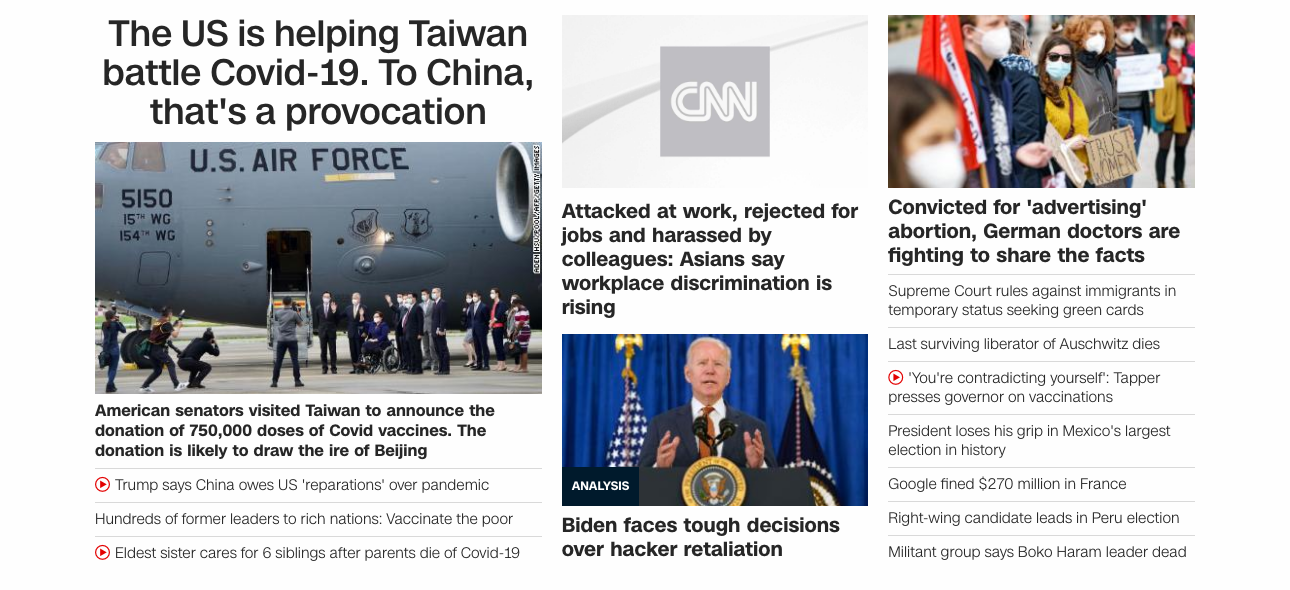 The US is helping Taiwan
battle Covid-19. To China,
that's a provocation
U.S. AIR FORCE
5150
15TH WG
154TH WG
American senators visited Taiwan to announce the
donation of 750,000 doses of Covid vaccines. The
donation is likely to draw the ire of Beijing
Trump says China owes US 'reparations' over pandemic
Hundreds of former leaders to rich nations: Vaccinate the poor
Eldest sister cares for 6 siblings after parents die of Covid-19
CNN
Attacked at work, rejected for
jobs and harassed by
colleagues: Asians say
workplace discrimination is
rising
ANALYSIS
Biden faces tough decisions
over hacker retaliation
TRUST
WOMEN
Convicted for 'advertising'
abortion, German doctors are
fighting to share the facts
Supreme Court rules against immigrants in
temporary status seeking green cards
Last surviving liberator of Auschwitz dies
'You're contradicting yourself': Tapper
presses governor on vaccinations
President loses his grip in Mexico's largest
election in history
Google fined $270 million in France
Right-wing candidate leads in Peru election
Militant group says Boko Haram leader dead